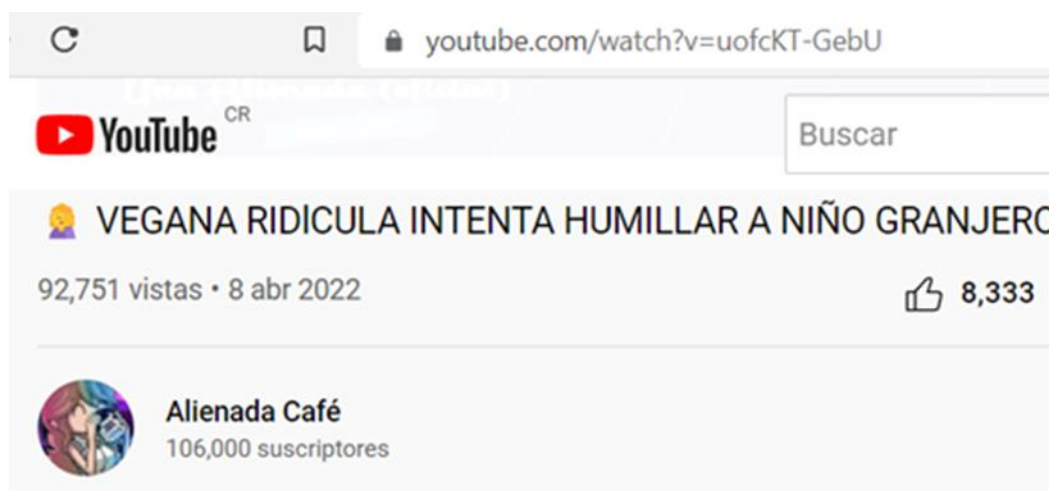 youtube.com/watch?v=uofcKT-GebU
YouTube CR
Buscar
VEGANA RIDÍCULA INTENTA HUMILLAR A NIÑO GRANJERO
92,751 vistas • 8 abr 2022
8,333
Alienada Café
106,000 suscriptores